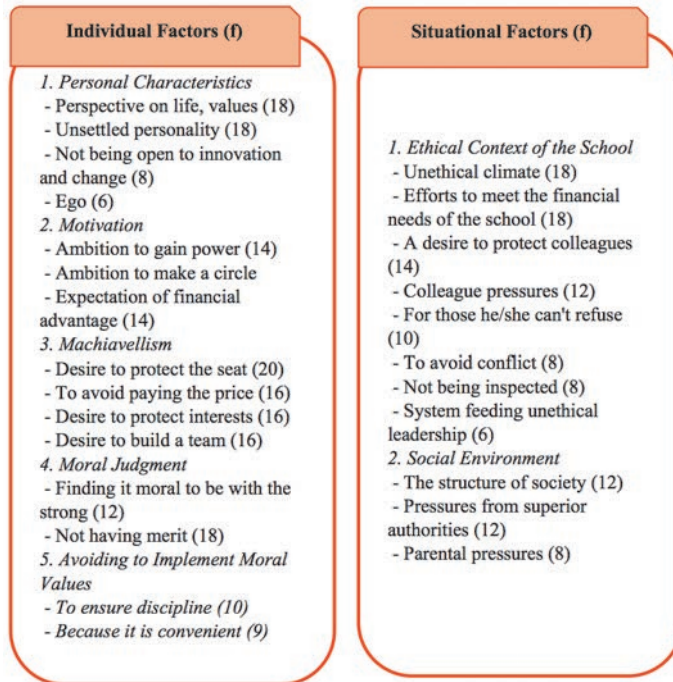 Individual Factors (f)
1. Personal Characteristics
- Perspective on life, values (18)
- Unsettled personality (18)
- Not being open to innovation
and change (8)
- Ego (6)
2. Motivation
- Ambition to gain power (14)
- Ambition to make a circle
- Expectation of financial
advantage (14)
3. Machiavellism
- Desire to protect the seat (20)
- To avoid paying the price (16)
- Desire to protect interests (16)
- Desire to build a team (16)
4. Moral Judgment
- Finding it moral to be with the
strong (12)
- Not having merit (18)
5. Avoiding to Implement Moral
Values
- To ensure discipline (10)
- Because it is convenient (9)
Situational Factors (f)
1. Ethical Context of the School
- Unethical climate (18)
- Efforts to meet the financial
needs of the school (18)
- A desire to protect colleagues
(14)
- Colleague pressures (12)
- For those he/she can't refuse
(10)
- To avoid conflict (8)
- Not being inspected (8)
- System feeding unethical
leadership (6)
2. Social Environment
- The structure of society (12)
- Pressures from superior
authorities (12)
- Parental pressures (8)